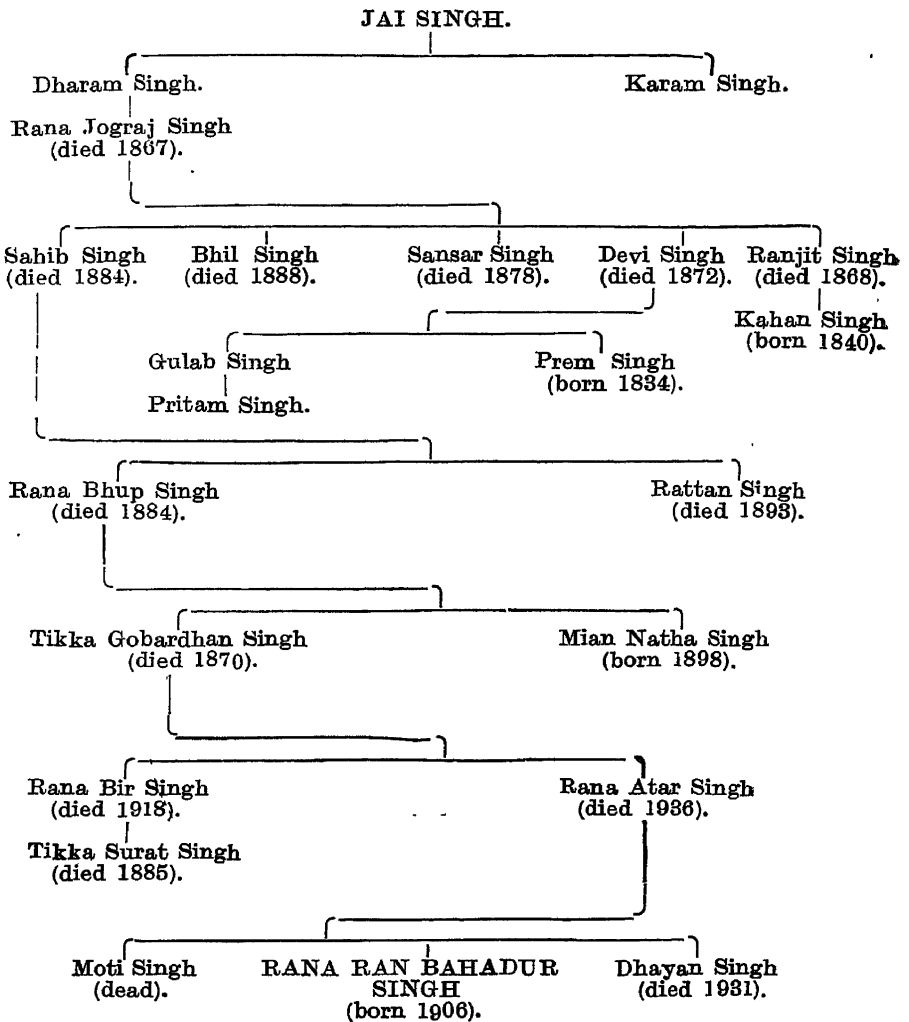 JAI SINGH.
Dharam Singh.
Karam Singh.
Rana Jograj Singh
(died 1867).
Sahib Singh
(died 1884).
Bhil Singh
(died 1888).
Sansar Singh
(died 1878).
Devi Singh
(died 1872).
Ranjit Singh
(died 1868).
Kahan Singh
(born 1840).
Gulab Singh
Prem Singh
(born 1834).
Pritam Singh.
Rana Bhup Singh
(died 1884).
Rattan Singh
(died 1893).
Tikka Gobardhan Singh
(died 1870).
Mian Natha Singh
(born 1898).
Rana Bir Singh
(died 1918).
Rana Atar Singh
(died 1936).
Tikka Surat Singh
(died 1885).
Moti Singh
(dead).
RANA RAN BAHADUR
SINGH
(born 1906).
Dhayan Singh
(died 1931).